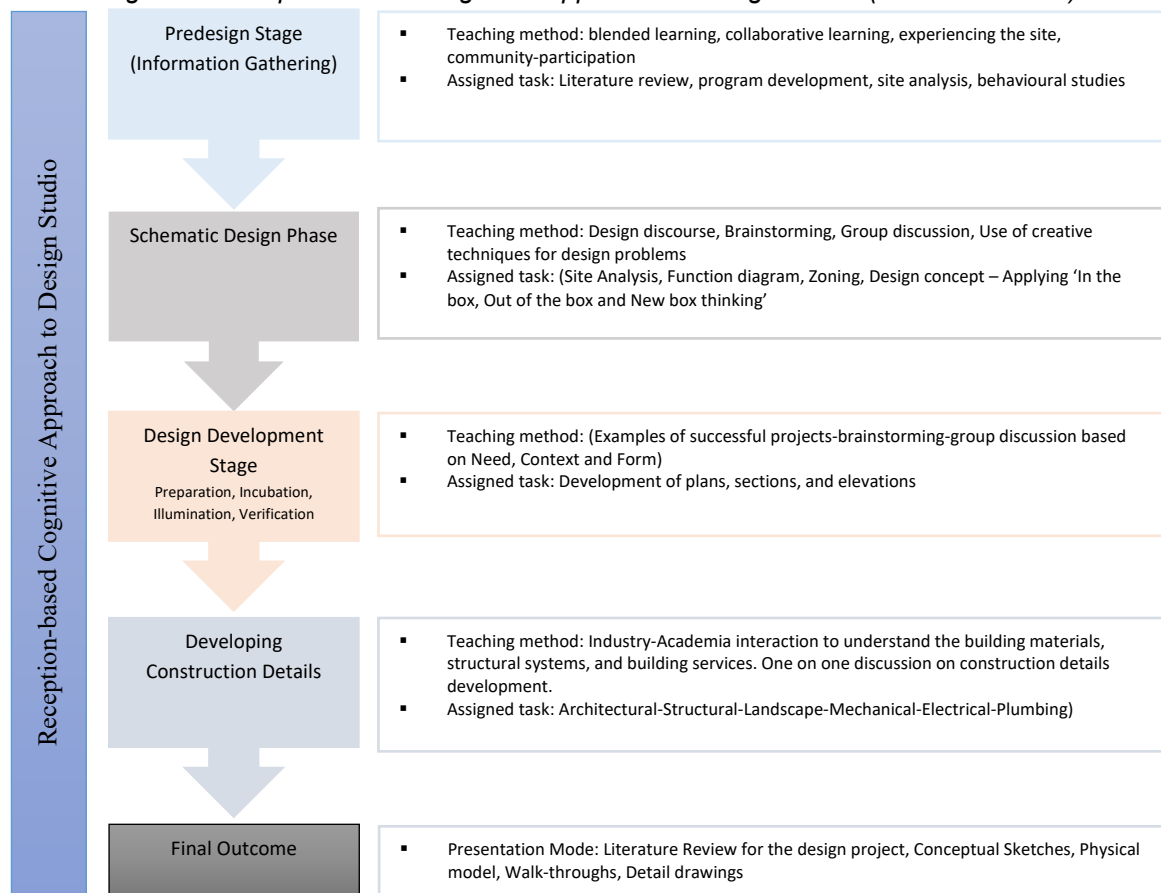 Reception-based Cognitive Approach to Design Studio
Predesign Stage
(Information Gathering)
▪ Teaching method: blended learning, collaborative learning, experiencing the site,
community-participation
▪ Assigned task: Literature review, program development, site analysis, behavioural studies
Schematic Design Phase
▪ Teaching method: Design discourse, Brainstorming, Group discussion, Use of creative
techniques for design problems
▪ Assigned task: (Site Analysis, Function diagram, Zoning, Design concept – Applying ‘In the
box, Out of the box and New box thinking’
Design Development
Stage
Preparation, Incubation,
Illumination, Verification
▪ Teaching method: (Examples of successful projects-brainstorming-group discussion based
on Need, Context and Form)
▪ Assigned task: Development of plans, sections, and elevations
Developing
Construction Details
▪ Teaching method: Industry-Academia interaction to understand the building materials,
structural systems, and building services. One on one discussion on construction details
development.
▪ Assigned task: Architectural-Structural-Landscape-Mechanical-Electrical-Plumbing)
Final Outcome
▪ Presentation Mode: Literature Review for the design project, Conceptual Sketches, Physical
model, Walk-throughs, Detail drawings